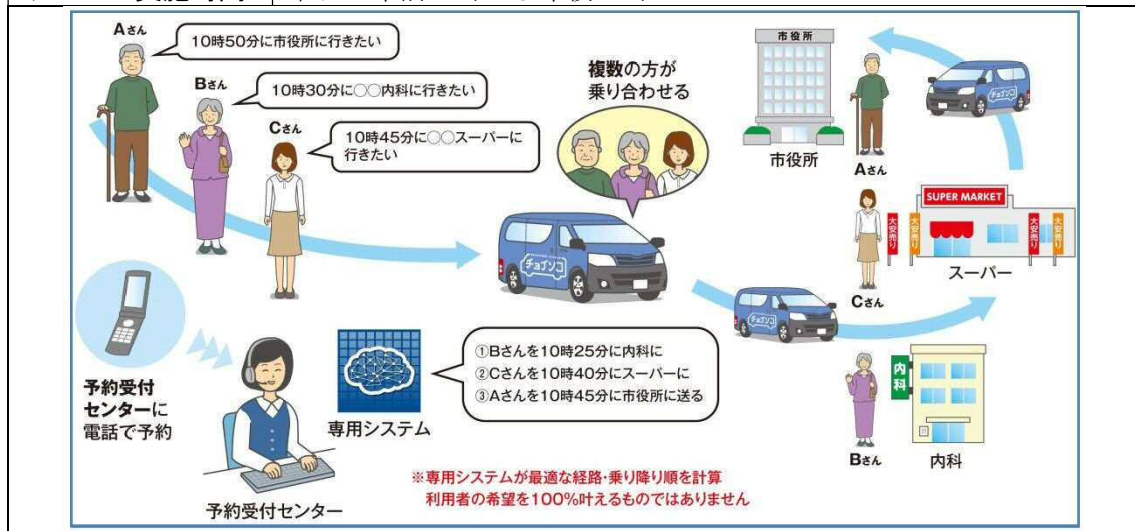 Aさん
10時50分に市役所に行きたい
Bさん
10時30分に○○内科に行きたい
Cさん
10時45分に○○スーパーに
行きたい
複数の方が
乗り合わせる
チョイソコ
市役所
市役所
Aさん
SUPER MARKET
大安売り
大安売り
大安売り
大安売り
スーパー
Cさん
チョイソコ
内科
Bさん
内科
予約受付
センターに
電話で予約
専用システム
①Bさんを10時25分に内科に
②Cさんを10時40分にスーパーに
③Aさんを10時45分に市役所に送る
予約受付センター
※専用システムが最適な経路・乗り降り順を計算
利用者の希望を100%叶えるものではありません